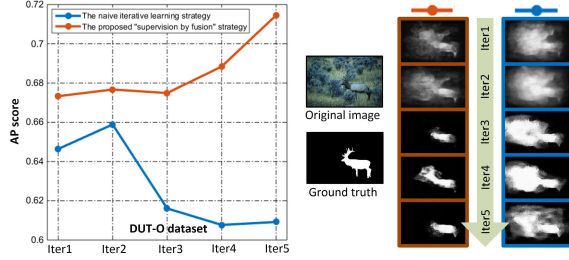 0.72
0.7
0.68
0.66
0.64
0.62
0.6
AP score
The naive iterative learning strategy
The proposed "supervision by fusion" strategy
DUT-O dataset
Iter1 Iter2 Iter3 Iter4 Iter5
Original image
Ground truth
Iter1
Iter2
Iter3
Iter4
Iter5